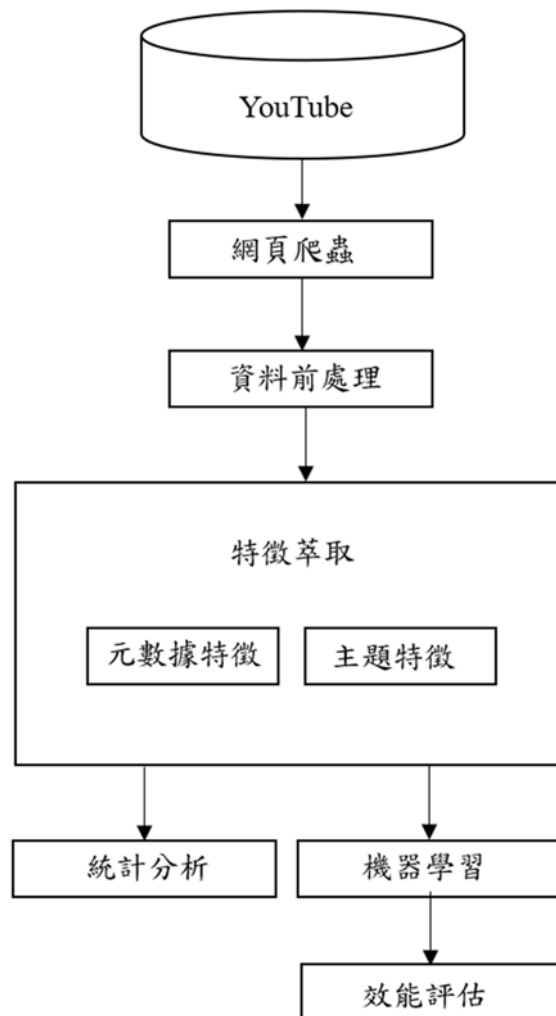 YouTube
網頁爬蟲
資料前處理
特徵萃取
元數據特徵
主題特徵
統計分析
機器學習
效能評估